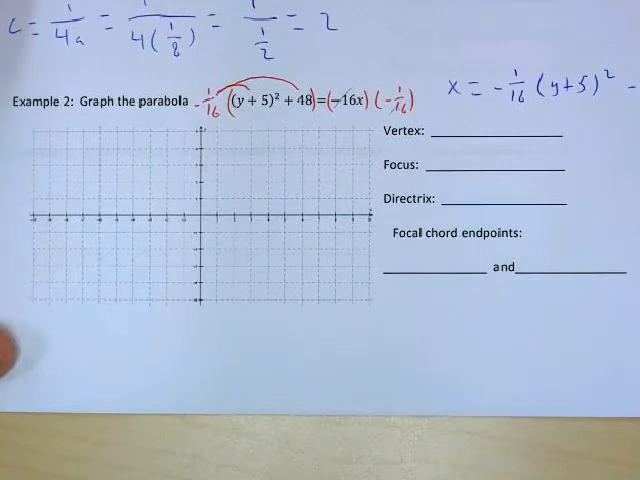 c = 1/4a = 1/4(1/8) = 1/1/2 = 2
x = -1/16 (y+5)² -
Example 2: Graph the parabola -1/16 ((y + 5)² + 48)=(-16x) (-1/16)
Vertex:
Focus:
Directrix:
Focal chord endpoints:
and